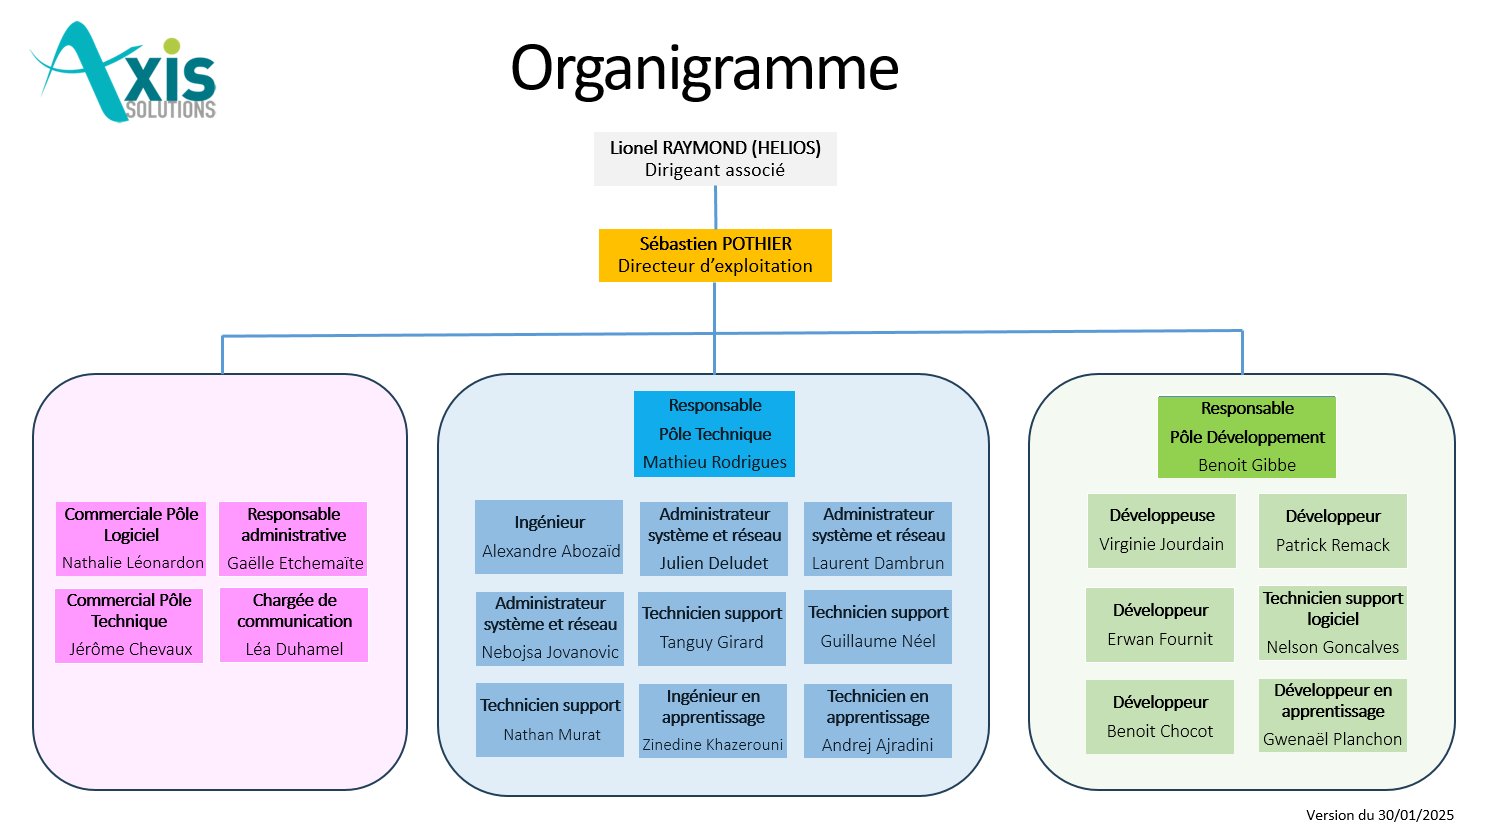 Axis
SOLUTIONS
Organigramme
Lionel RAYMOND (HELIOS)
Dirigeant associé
Sébastien POTHIER
Directeur d’exploitation
Commerciale Pôle
Logiciel
Nathalie Léonardon
Responsable
administrative
Gaëlle Etchemaïte
Commercial Pôle
Technique
Jérôme Chevaux
Chargée de
communication
Léa Duhamel
Responsable
Pôle Technique
Mathieu Rodrigues
Ingénieur
Alexandre Abozaïd
Administrateur
système et réseau
Julien Deludet
Administrateur
système et réseau
Laurent Dambrun
Administrateur
système et réseau
Nebojsa Jovanovic
Technicien support
Tanguy Girard
Technicien support
Guillaume Néel
Technicien support
Nathan Murat
Ingénieur en
apprentissage
Zinedine Khazerouni
Technicien en
apprentissage
Andrej Ajradini
Responsable
Pôle Développement
Benoit Gibbe
Développeuse
Virginie Jourdain
Développeur
Patrick Remack
Développeur
Erwan Fournit
Technicien support
logiciel
Nelson Goncalves
Développeur
Benoit Chocot
Développeur en
apprentissage
Gwenaël Planchon
Version du 30/01/2025